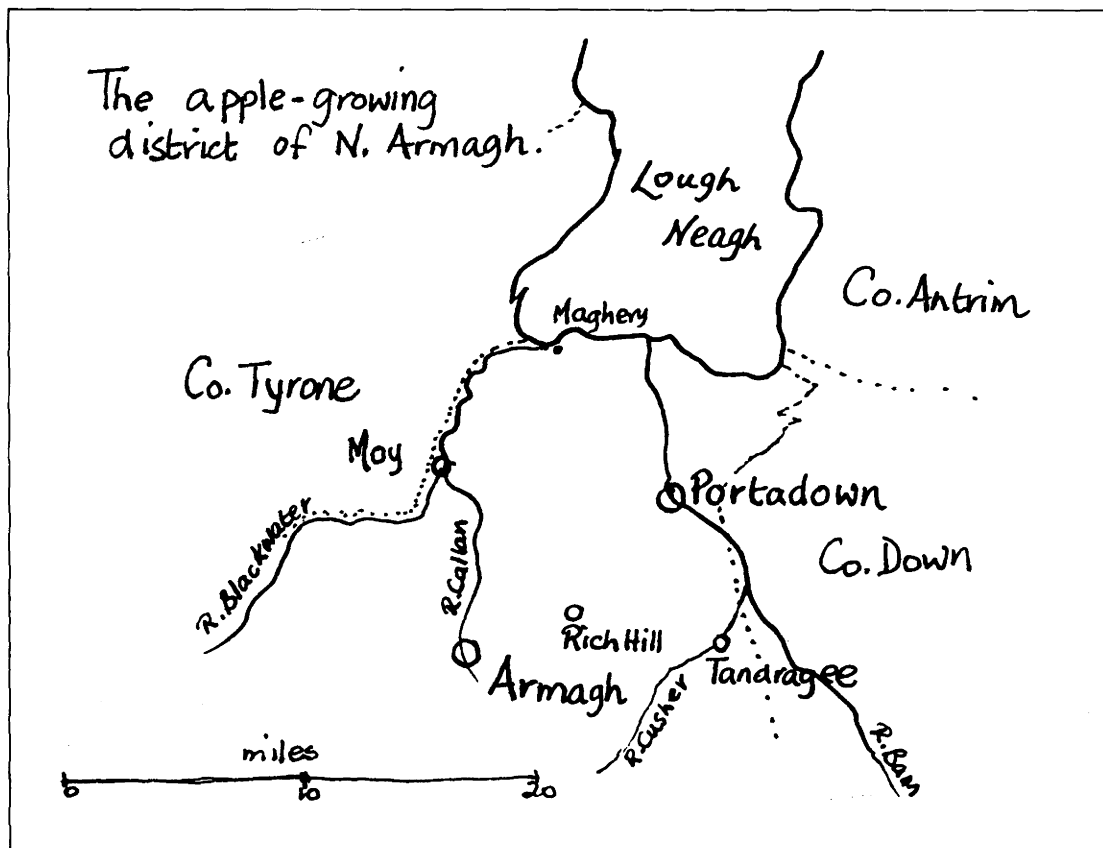 The apple-growing
district of N. Armagh.
Lough
Neagh
Co. Antrim
Maghery
Co. Tyrone
Moy
Portadown
R. Blackwater
R. Callan
Co. Down
Rich Hill
Tandragee
Armagh
R. Cusher
R. Bann
miles
0 10 20